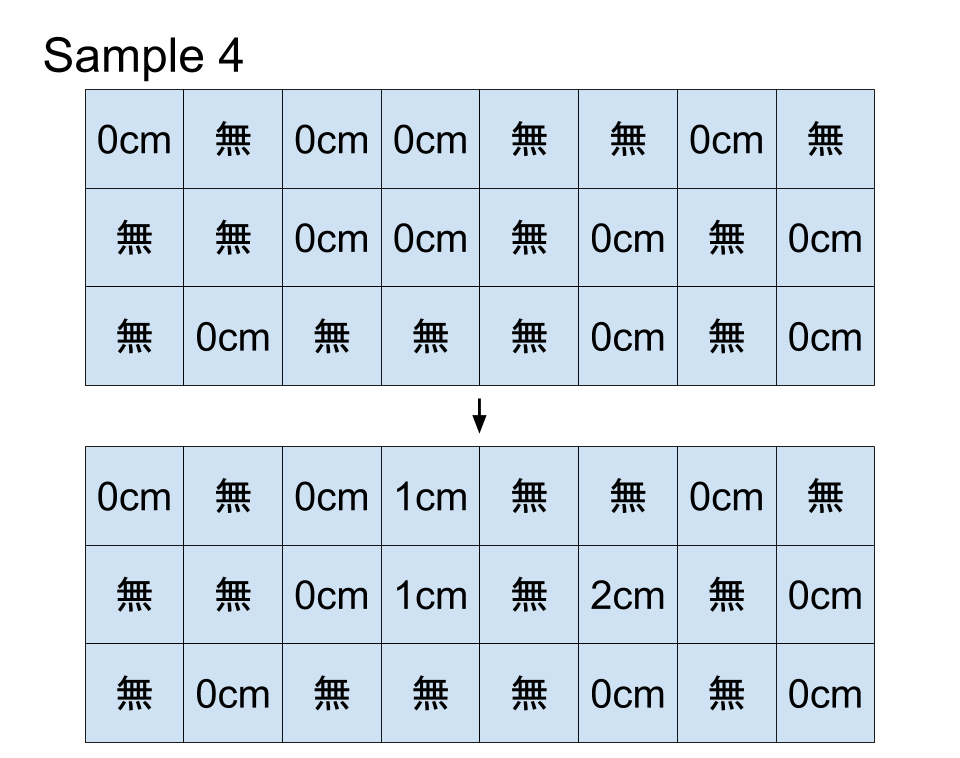 Sample 4
0cm 無 0cm 0cm 無 無 0cm 無
無 無 0cm 0cm 無 0cm 無 0cm
無 0cm 無 無 無 0cm 無 0cm
0cm 無 0cm 1cm 無 無 0cm 無
無 無 0cm 1cm 無 2cm 無 0cm
無 0cm 無 無 無 0cm 無 0cm